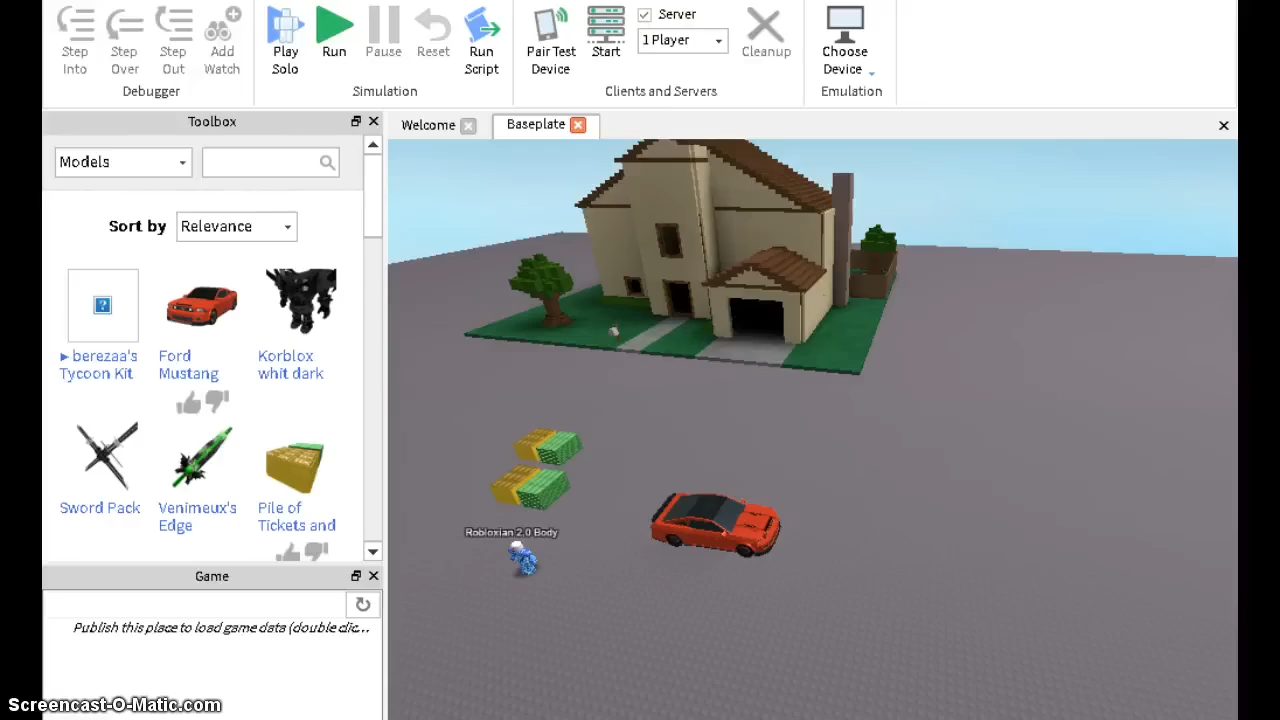 Step Into
Step Over
Step Out
Add Watch
Debugger
Play Solo
Run
Pause
Reset
Run Script
Simulation
Pair Test Device
Start
Server
1 Player
Cleanup
Clients and Servers
Choose Device
Emulation
Toolbox
Welcome
Baseplate
Models
Sort by Relevance
berezaa's Tycoon Kit
Ford Mustang
Korblox whit dark
Sword Pack
Venimeux's Edge
Pile of Tickets and
Robloxian 2.0 Body
Game
Publish this place to load game data (double clic...
Screencast-O-Matic.com